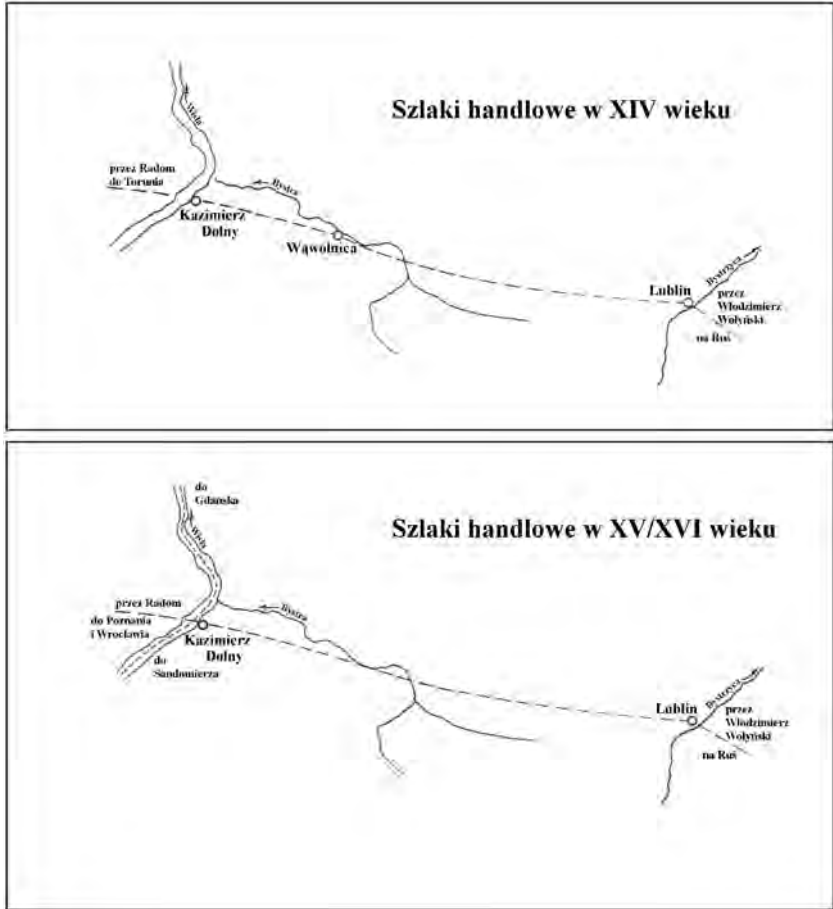 Szlaki handlowe w XIV wieku
Wisła
przez Radom
do Torunia
Bystra
Kazimierz
Dolny
Wąwolnica
Bystrzyca
Lublin
przez
Włodzimierz
Wołyński
na Ruś
do
Gdańska
Szlaki handlowe w XV/XVI wieku
Wisła
przez Radom
do Poznania
i Wrocławia
Bystra
Kazimierz
Dolny
do
Sandomierza
Bystrzyca
Lublin
przez
Włodzimierz
Wołyński
na Ruś